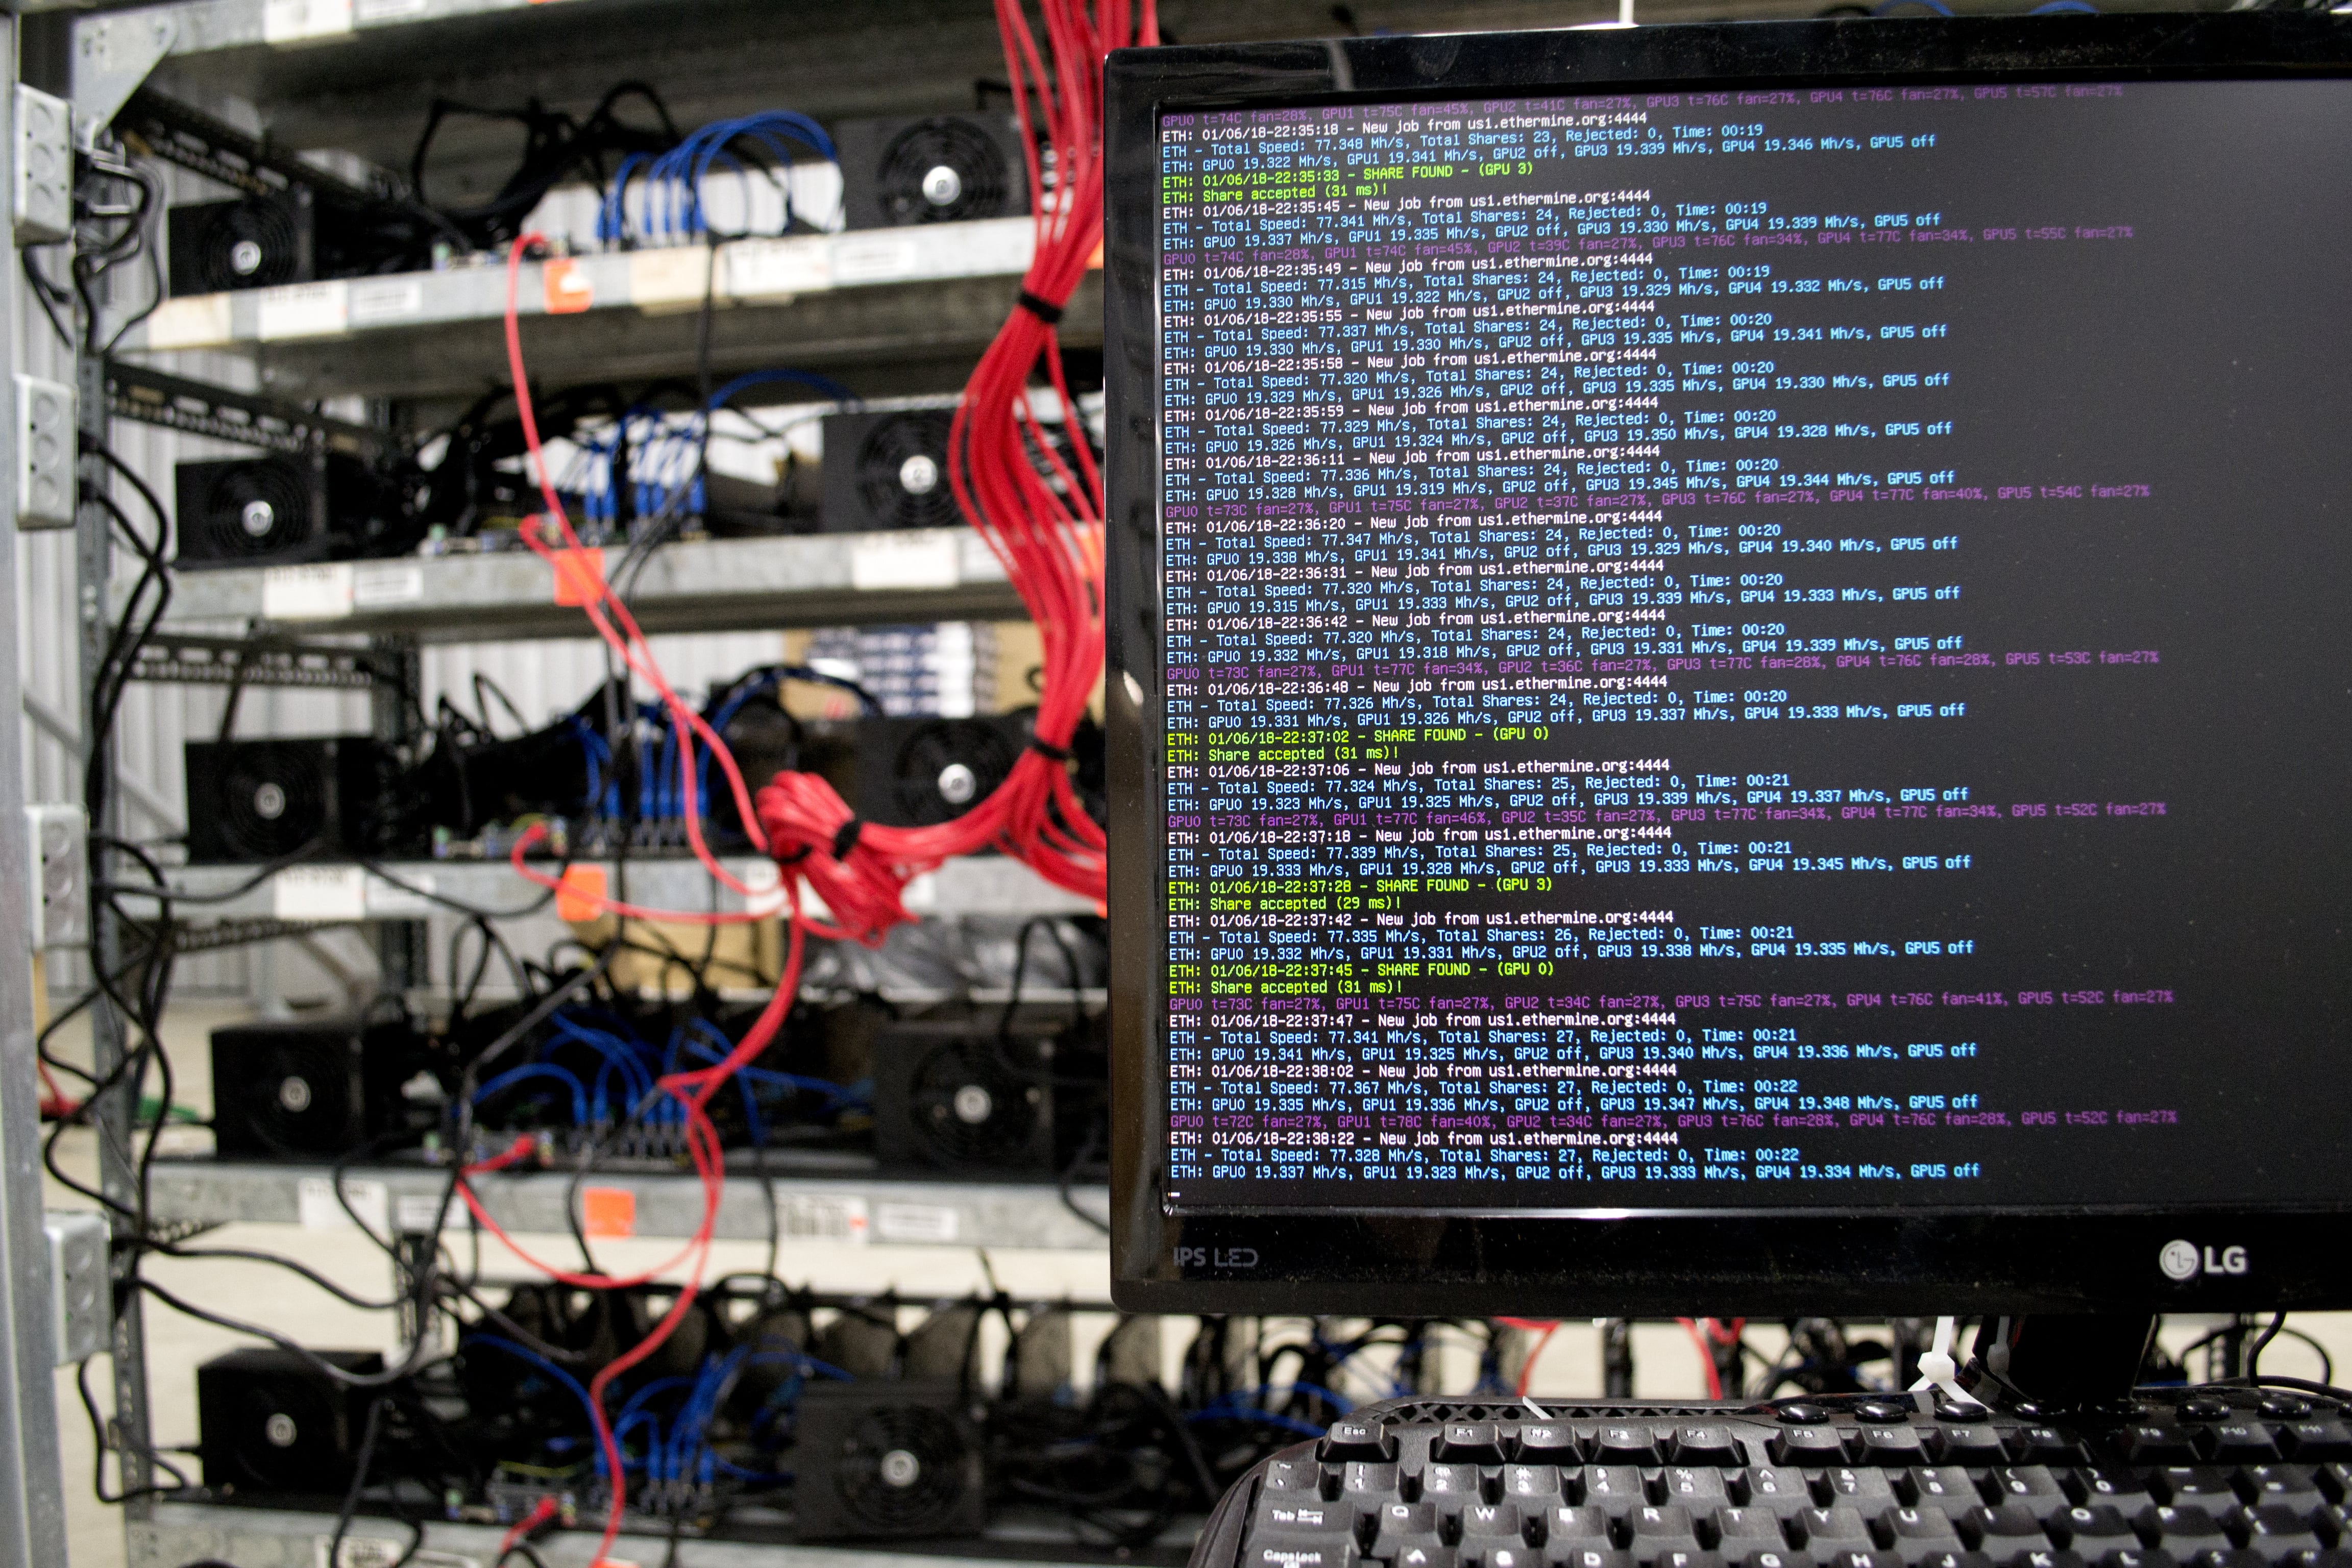 GPU0 t=74C fan=28%, GPU1 t=75C fan=45%, GPU2 t=41C fan=27%, GPU3 t=76C fan=27%, GPU4 t=76C fan=27%, GPU5 t=57C fan=27%
ETH: 01/06/18-22:35:18 - New job from us1.ethermine.org:4444
ETH - Total Speed: 77.348 Mh/s, Total Shares: 23, Rejected: 0, Time: 00:19
ETH: GPU0 19.322 Mh/s, GPU1 19.341 Mh/s, GPU2 off, GPU3 19.339 Mh/s, GPU4 19.346 Mh/s, GPU5 off
ETH: 01/06/18-22:35:33 - SHARE FOUND - (GPU 3)
ETH: Share accepted (31 ms)!
ETH: 01/06/18-22:35:45 - New job from us1.ethermine.org:4444
ETH - Total Speed: 77.341 Mh/s, Total Shares: 24, Rejected: 0, Time: 00:19
ETH: GPU0 19.337 Mh/s, GPU1 19.335 Mh/s, GPU2 off, GPU3 19.330 Mh/s, GPU4 19.339 Mh/s, GPU5 off
GPU0 t=74C fan=28%, GPU1 t=74C fan=45%, GPU2 t=39C fan=27%, GPU3 t=76C fan=34%, GPU4 t=77C fan=34%, GPU5 t=55C fan=27%
ETH: 01/06/18-22:35:49 - New job from us1.ethermine.org:4444
ETH - Total Speed: 77.315 Mh/s, Total Shares: 24, Rejected: 0, Time: 00:19
ETH: GPU0 19.330 Mh/s, GPU1 19.322 Mh/s, GPU2 off, GPU3 19.329 Mh/s, GPU4 19.332 Mh/s, GPU5 off
ETH: 01/06/18-22:35:55 - New job from us1.ethermine.org:4444
ETH - Total Speed: 77.337 Mh/s, Total Shares: 24, Rejected: 0, Time: 00:20
ETH: GPU0 19.330 Mh/s, GPU1 19.330 Mh/s, GPU2 off, GPU3 19.335 Mh/s, GPU4 19.341 Mh/s, GPU5 off
ETH: 01/06/18-22:35:58 - New job from us1.ethermine.org:4444
ETH - Total Speed: 77.320 Mh/s, Total Shares: 24, Rejected: 0, Time: 00:20
ETH: GPU0 19.329 Mh/s, GPU1 19.326 Mh/s, GPU2 off, GPU3 19.335 Mh/s, GPU4 19.330 Mh/s, GPU5 off
ETH: 01/06/18-22:35:59 - New job from us1.ethermine.org:4444
ETH - Total Speed: 77.329 Mh/s, Total Shares: 24, Rejected: 0, Time: 00:20
ETH: GPU0 19.326 Mh/s, GPU1 19.324 Mh/s, GPU2 off, GPU3 19.350 Mh/s, GPU4 19.328 Mh/s, GPU5 off
ETH: 01/06/18-22:36:11 - New job from us1.ethermine.org:4444
ETH - Total Speed: 77.336 Mh/s, Total Shares: 24, Rejected: 0, Time: 00:20
ETH: GPU0 19.328 Mh/s, GPU1 19.319 Mh/s, GPU2 off, GPU3 19.345 Mh/s, GPU4 19.344 Mh/s, GPU5 off
GPU0 t=73C fan=27%, GPU1 t=75C fan=27%, GPU2 t=37C fan=27%, GPU3 t=76C fan=27%, GPU4 t=77C fan=40%, GPU5 t=54C fan=27%
ETH: 01/06/18-22:36:20 - New job from us1.ethermine.org:4444
ETH - Total Speed: 77.347 Mh/s, Total Shares: 24, Rejected: 0, Time: 00:20
ETH: GPU0 19.338 Mh/s, GPU1 19.341 Mh/s, GPU2 off, GPU3 19.329 Mh/s, GPU4 19.340 Mh/s, GPU5 off
ETH: 01/06/18-22:36:31 - New job from us1.ethermine.org:4444
ETH - Total Speed: 77.320 Mh/s, Total Shares: 24, Rejected: 0, Time: 00:20
ETH: GPU0 19.315 Mh/s, GPU1 19.333 Mh/s, GPU2 off, GPU3 19.339 Mh/s, GPU4 19.333 Mh/s, GPU5 off
ETH: 01/06/18-22:36:42 - New job from us1.ethermine.org:4444
ETH - Total Speed: 77.320 Mh/s, Total Shares: 24, Rejected: 0, Time: 00:20
ETH: GPU0 19.332 Mh/s, GPU1 19.318 Mh/s, GPU2 off, GPU3 19.331 Mh/s, GPU4 19.339 Mh/s, GPU5 off
GPU0 t=73C fan=27%, GPU1 t=77C fan=34%, GPU2 t=36C fan=27%, GPU3 t=77C fan=28%, GPU4 t=76C fan=28%, GPU5 t=53C fan=27%
ETH: 01/06/18-22:36:48 - New job from us1.ethermine.org:4444
ETH - Total Speed: 77.326 Mh/s, Total Shares: 24, Rejected: 0, Time: 00:20
ETH: GPU0 19.331 Mh/s, GPU1 19.326 Mh/s, GPU2 off, GPU3 19.337 Mh/s, GPU4 19.333 Mh/s, GPU5 off
ETH: 01/06/18-22:37:02 - SHARE FOUND - (GPU 0)
ETH: Share accepted (31 ms)!
ETH: 01/06/18-22:37:06 - New job from us1.ethermine.org:4444
ETH - Total Speed: 77.324 Mh/s, Total Shares: 25, Rejected: 0, Time: 00:21
ETH: GPU0 19.323 Mh/s, GPU1 19.325 Mh/s, GPU2 off, GPU3 19.339 Mh/s, GPU4 19.337 Mh/s, GPU5 off
GPU0 t=73C fan=27%, GPU1 t=77C fan=46%, GPU2 t=35C fan=27%, GPU3 t=77C fan=34%, GPU4 t=77C fan=34%, GPU5 t=52C fan=27%
ETH: 01/06/18-22:37:18 - New job from us1.ethermine.org:4444
ETH - Total Speed: 77.339 Mh/s, Total Shares: 25, Rejected: 0, Time: 00:21
ETH: GPU0 19.333 Mh/s, GPU1 19.328 Mh/s, GPU2 off, GPU3 19.333 Mh/s, GPU4 19.345 Mh/s, GPU5 off
ETH: 01/06/18-22:37:28 - SHARE FOUND - (GPU 3)
ETH: Share accepted (29 ms)!
ETH: 01/06/18-22:37:42 - New job from us1.ethermine.org:4444
ETH - Total Speed: 77.335 Mh/s, Total Shares: 26, Rejected: 0, Time: 00:21
ETH: GPU0 19.332 Mh/s, GPU1 19.331 Mh/s, GPU2 off, GPU3 19.338 Mh/s, GPU4 19.335 Mh/s, GPU5 off
ETH: 01/06/18-22:37:45 - SHARE FOUND - (GPU 0)
ETH: Share accepted (31 ms)!
GPU0 t=73C fan=27%, GPU1 t=75C fan=27%, GPU2 t=34C fan=27%, GPU3 t=75C fan=27%, GPU4 t=76C fan=41%, GPU5 t=52C fan=27%
ETH: 01/06/18-22:37:47 - New job from us1.ethermine.org:4444
ETH - Total Speed: 77.341 Mh/s, Total Shares: 27, Rejected: 0, Time: 00:21
ETH: GPU0 19.341 Mh/s, GPU1 19.325 Mh/s, GPU2 off, GPU3 19.340 Mh/s, GPU4 19.336 Mh/s, GPU5 off
ETH: 01/06/18-22:38:02 - New job from us1.ethermine.org:4444
ETH - Total Speed: 77.367 Mh/s, Total Shares: 27, Rejected: 0, Time: 00:22
ETH: GPU0 19.335 Mh/s, GPU1 19.336 Mh/s, GPU2 off, GPU3 19.347 Mh/s, GPU4 19.348 Mh/s, GPU5 off
GPU0 t=72C fan=27%, GPU1 t=78C fan=40%, GPU2 t=34C fan=27%, GPU3 t=76C fan=28%, GPU4 t=76C fan=28%, GPU5 t=52C fan=27%
ETH: 01/06/18-22:38:22 - New job from us1.ethermine.org:4444
ETH - Total Speed: 77.328 Mh/s, Total Shares: 27, Rejected: 0, Time: 00:22
ETH: GPU0 19.337 Mh/s, GPU1 19.323 Mh/s, GPU2 off, GPU3 19.333 Mh/s, GPU4 19.334 Mh/s, GPU5 off
IPS LED
LG
Esc F1 F2 F3 F4 F5 F6 F7 F8 F9 F10 F11
1 2 3 4 5 6 7 8 9 0
Tab Q W E R T Y U I O P
Caps Lock A S D F G H J K L